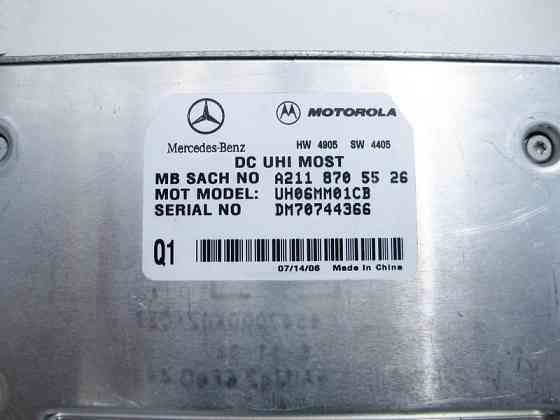 Mercedes-Benz
MOTOROLA
HW 4905 SW 4405
DC UHI MOST
MB SACH NO A211 870 55 26
MOT MODEL: UH06MM01CB
SERIAL NO DM70744366
Q1
07/14/06 Made In China